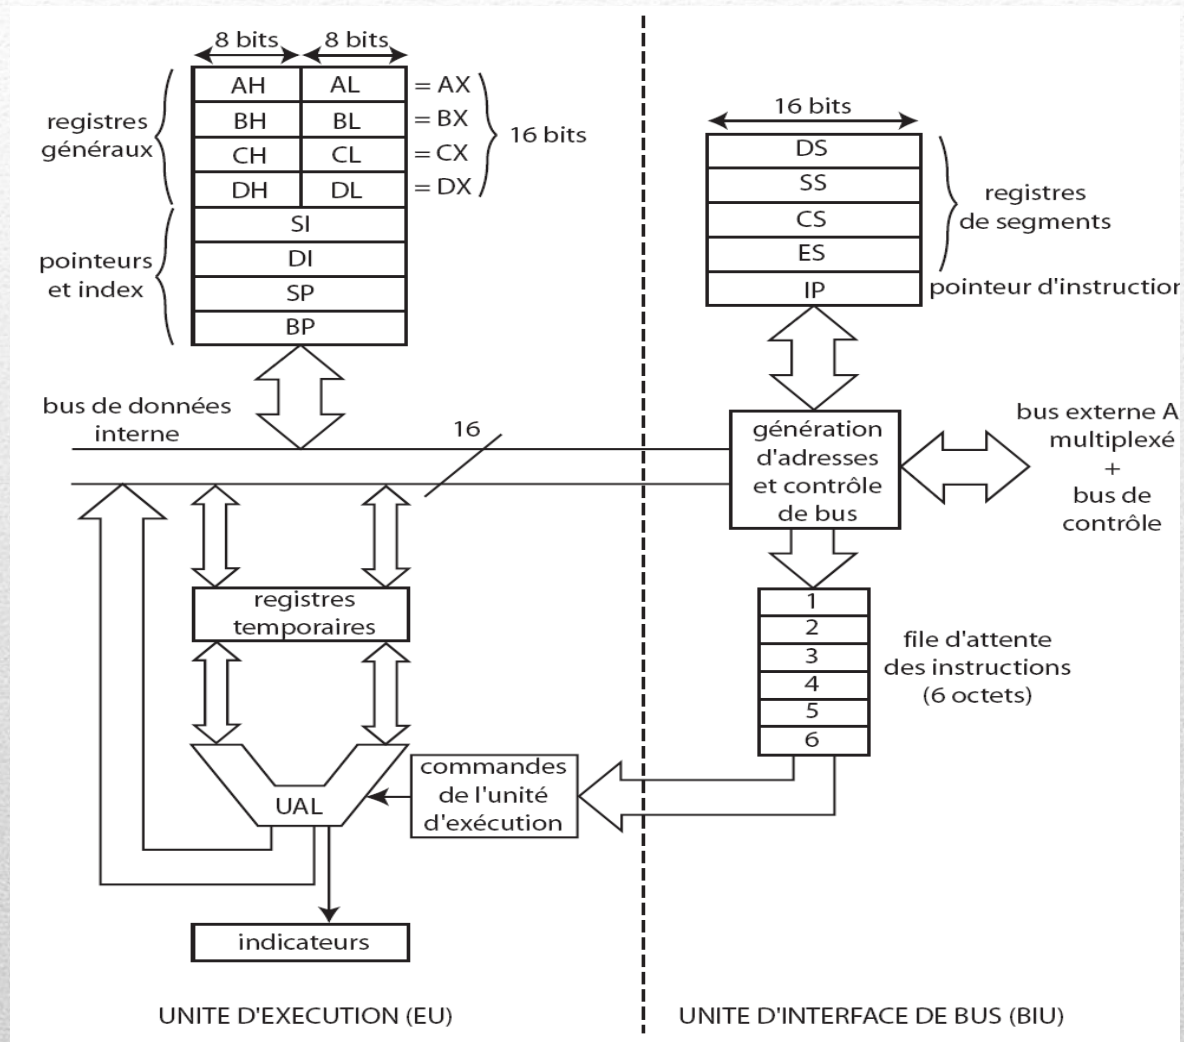 8 bits 8 bits
AH AL = AX
BH BL = BX
CH CL = CX
DH DL = DX
16 bits
registres
généraux
SI
DI
SP
BP
pointeurs
et index
16 bits
DS
SS
CS
ES
IP
registres
de segments
pointeur d'instruction
bus de données
interne
16
génération
d'adresses
et contrôle
de bus
bus externe A
multiplexé
+
bus de
contrôle
registres
temporaires
1
2
3
4
5
6
file d'attente
des instructions
(6 octets)
UAL
commandes
de l'unité
d'exécution
indicateurs
UNITE D'EXECUTION (EU)
UNITE D'INTERFACE DE BUS (BIU)